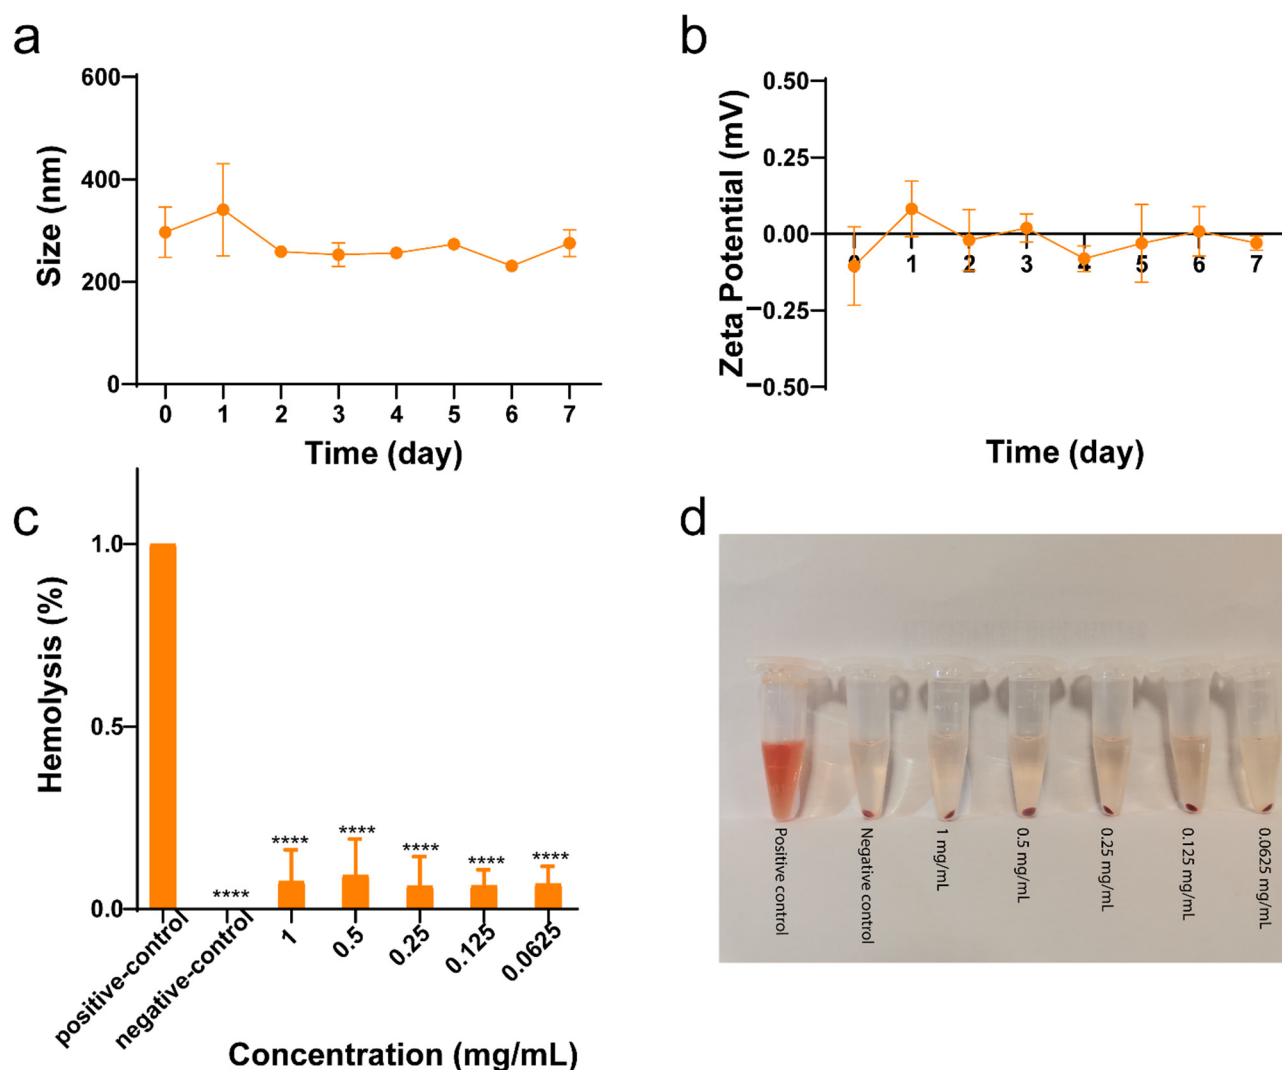 a
600
400
200
0
Size (nm)
0 1 2 3 4 5 6 7
Time (day)
b
0.50
0.25
0.00
−0.25
−0.50
Zeta Potential (mV)
0 1 2 3 4 5 6 7
Time (day)
c
1.0
0.5
0.0
Hemolysis (%)
**** **** **** **** **** ****
positive-control
negative-control
1
0.5
0.25
0.125
0.0625
Concentration (mg/mL)
d
Positive control
Negative control
1 mg/mL
0.5 mg/mL
0.25 mg/mL
0.125 mg/mL
0.0625 mg/mL